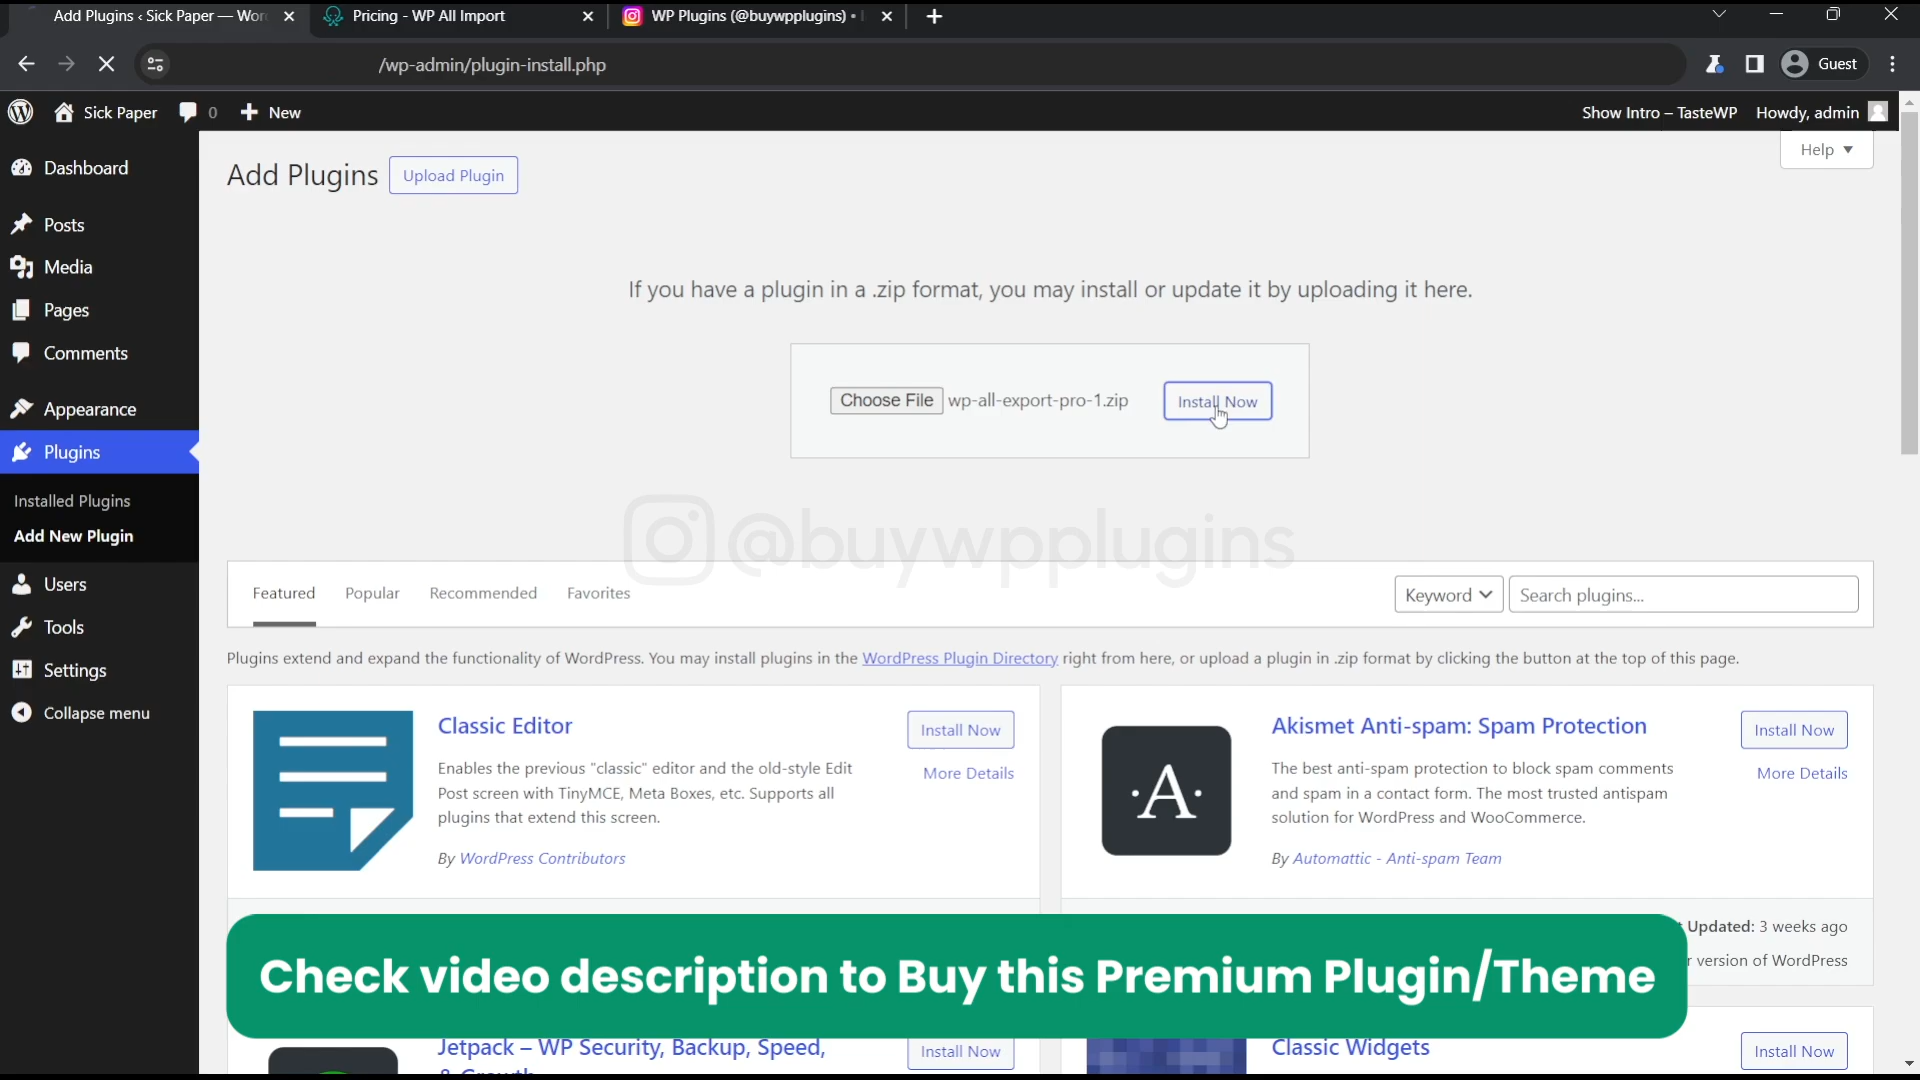 Add Plugins ‹ Sick Paper — Wor
Pricing - WP All Import
WP Plugins (@buywpplugins) •
/wp-admin/plugin-install.php
Guest
Sick Paper
0
New
Show Intro – TasteWP
Howdy, admin
Dashboard
Posts
Media
Pages
Comments
Appearance
Plugins
Installed Plugins
Add New Plugin
Users
Tools
Settings
Collapse menu
Add Plugins
Upload Plugin
Help
If you have a plugin in a .zip format, you may install or update it by uploading it here.
Choose File wp-all-export-pro-1.zip
Install Now
@buywpplugins
Featured
Popular
Recommended
Favorites
Keyword
Search plugins...
Plugins extend and expand the functionality of WordPress. You may install plugins in the WordPress Plugin Directory right from here, or upload a plugin in .zip format by clicking the button at the top of this page.
Classic Editor
Install Now
More Details
Enables the previous "classic" editor and the old-style Edit
Post screen with TinyMCE, Meta Boxes, etc. Supports all
plugins that extend this screen.
By WordPress Contributors
·A·
Akismet Anti-spam: Spam Protection
Install Now
More Details
The best anti-spam protection to block spam comments
and spam in a contact form. The most trusted antispam
solution for WordPress and WooCommerce.
By Automattic - Anti-spam Team
Updated: 3 weeks ago
version of WordPress
Check video description to Buy this Premium Plugin/Theme
Jetpack – WP Security, Backup, Speed,
& Growth
Install Now
Classic Widgets
Install Now